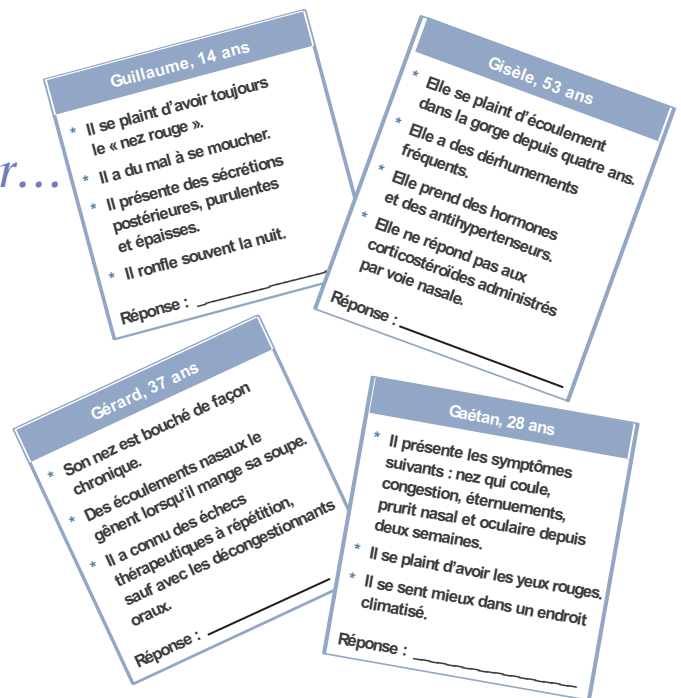 r…
Guillaume, 14 ans
* Il se plaint d'avoir toujours
le « nez rouge ».
* Il a du mal à se moucher.
* Il présente des sécrétions
postérieures, purulentes
et épaisses.
* Il ronfle souvent la nuit.
Réponse :
Gisèle, 53 ans
* Elle se plaint d'écoulement
dans la gorge depuis quatre ans.
* Elle a des dérhumements
fréquents.
* Elle prend des hormones
et des antihypertenseurs.
* Elle ne répond pas aux
corticostéroïdes administrés
par voie nasale.
Réponse :
Gérard, 37 ans
* Son nez est bouché de façon
chronique.
* Des écoulements nasaux le
gênent lorsqu'il mange sa soupe.
* Il a connu des échecs
thérapeutiques à répétition,
sauf avec les décongestionnants
oraux.
Réponse :
Gaétan, 28 ans
* Il présente les symptômes
suivants : nez qui coule,
congestion, éternuements,
prurit nasal et oculaire depuis
deux semaines.
* Il se plaint d'avoir les yeux rouges.
* Il se sent mieux dans un endroit
climatisé.
Réponse :